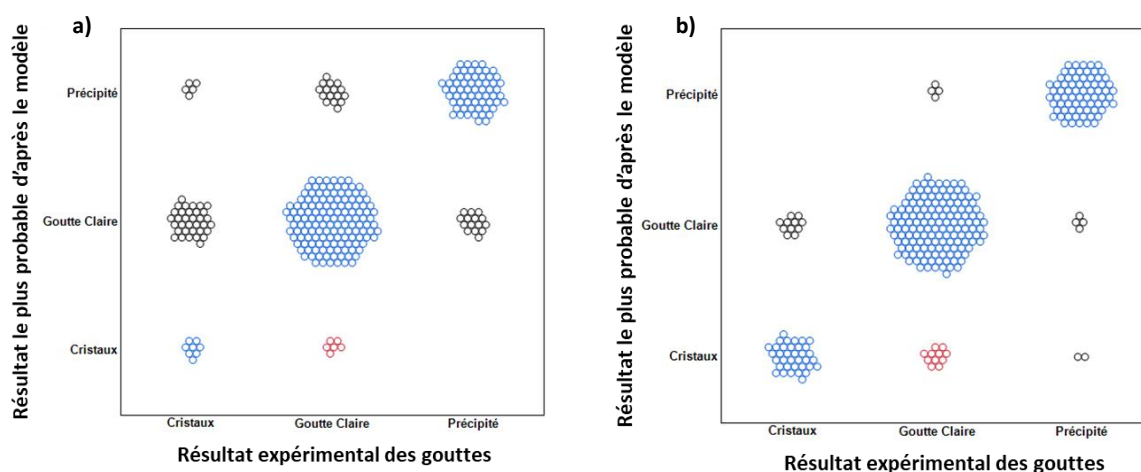 a)
Résultat le plus probable d'après le modèle
Précipité
Goutte Claire
Cristaux
Cristaux
Goutte Claire
Précipité
Résultat expérimental des gouttes
b)
Résultat le plus probable d'après le modèle
Précipité
Goutte Claire
Cristaux
Cristaux
Goutte Claire
Précipité
Résultat expérimental des gouttes